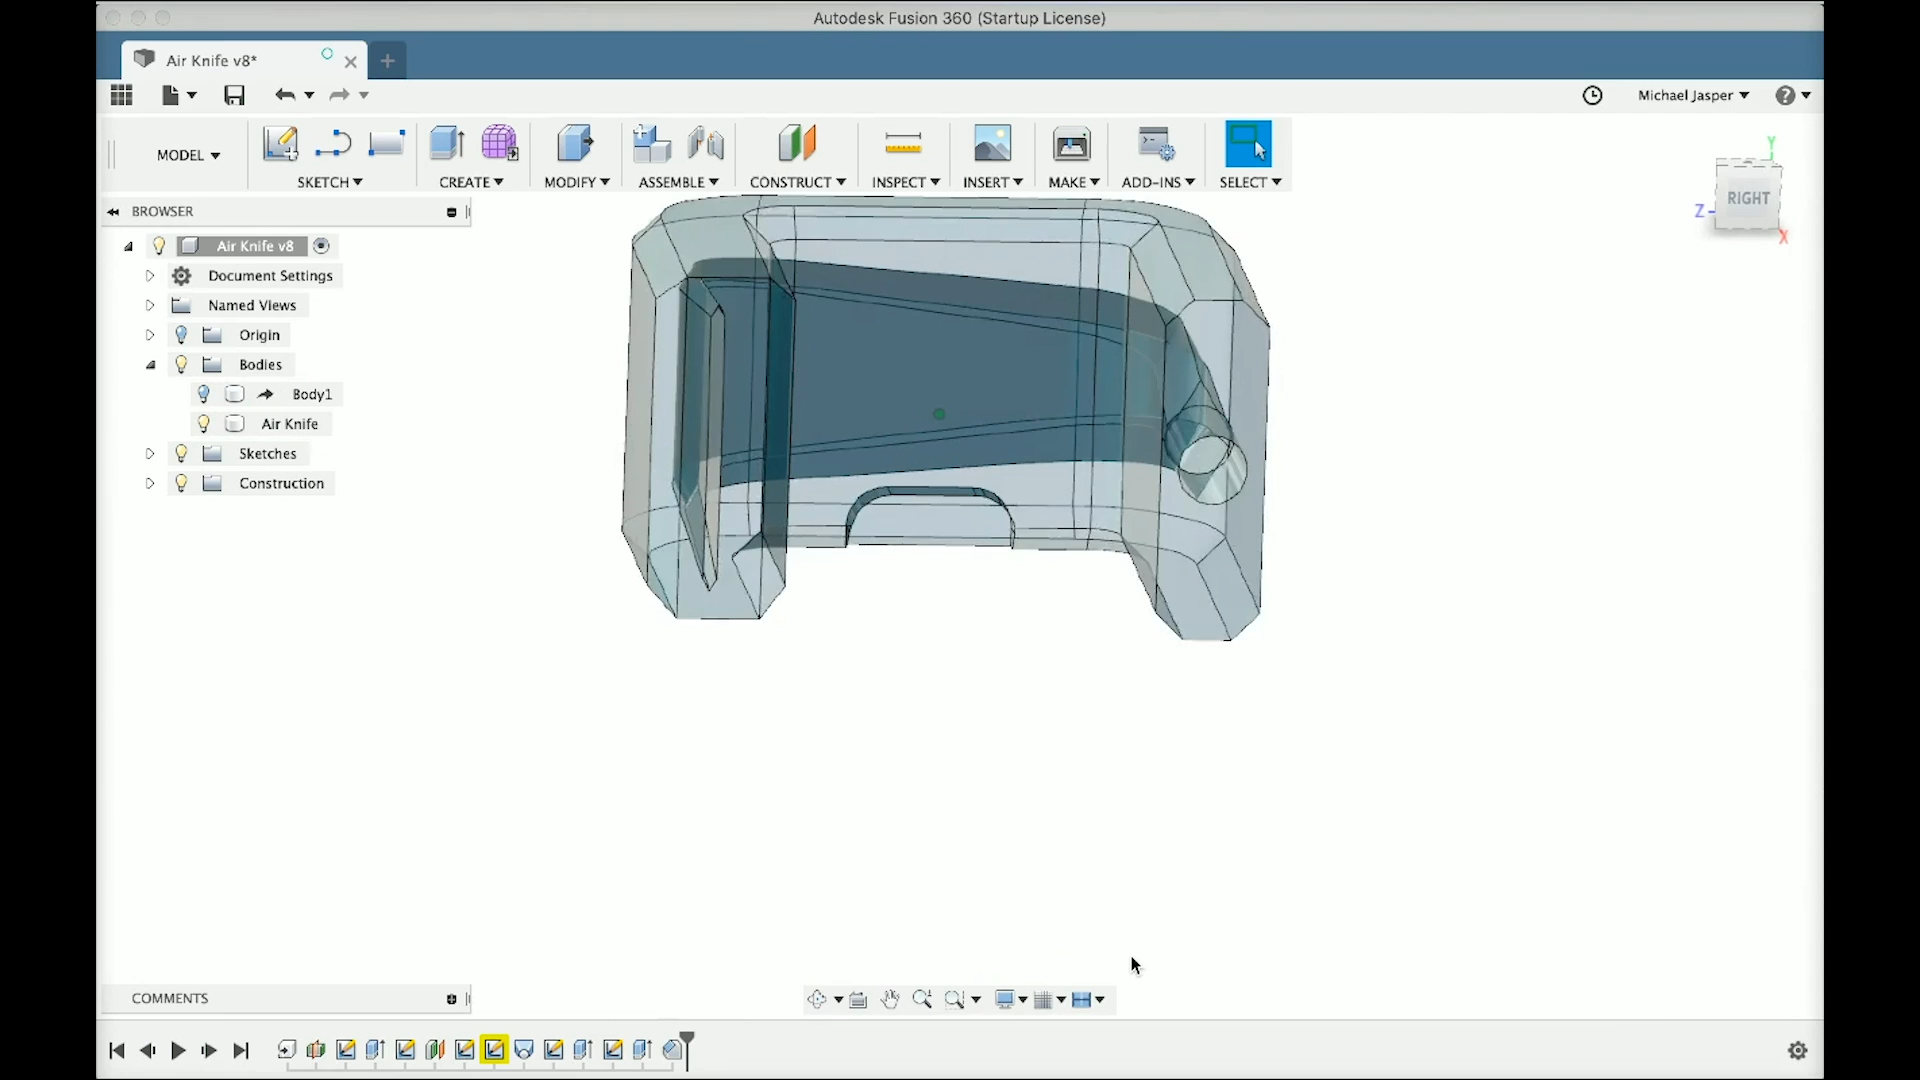 Autodesk Fusion 360 (Startup License)
Air Knife v8*
Michael Jasper
MODEL
SKETCH
CREATE
MODIFY
ASSEMBLE
CONSTRUCT
INSPECT
INSERT
MAKE
ADD-INS
SELECT
Y
RIGHT
Z
X
BROWSER
Air Knife v8
Document Settings
Named Views
Origin
Bodies
Body1
Air Knife
Sketches
Construction
COMMENTS